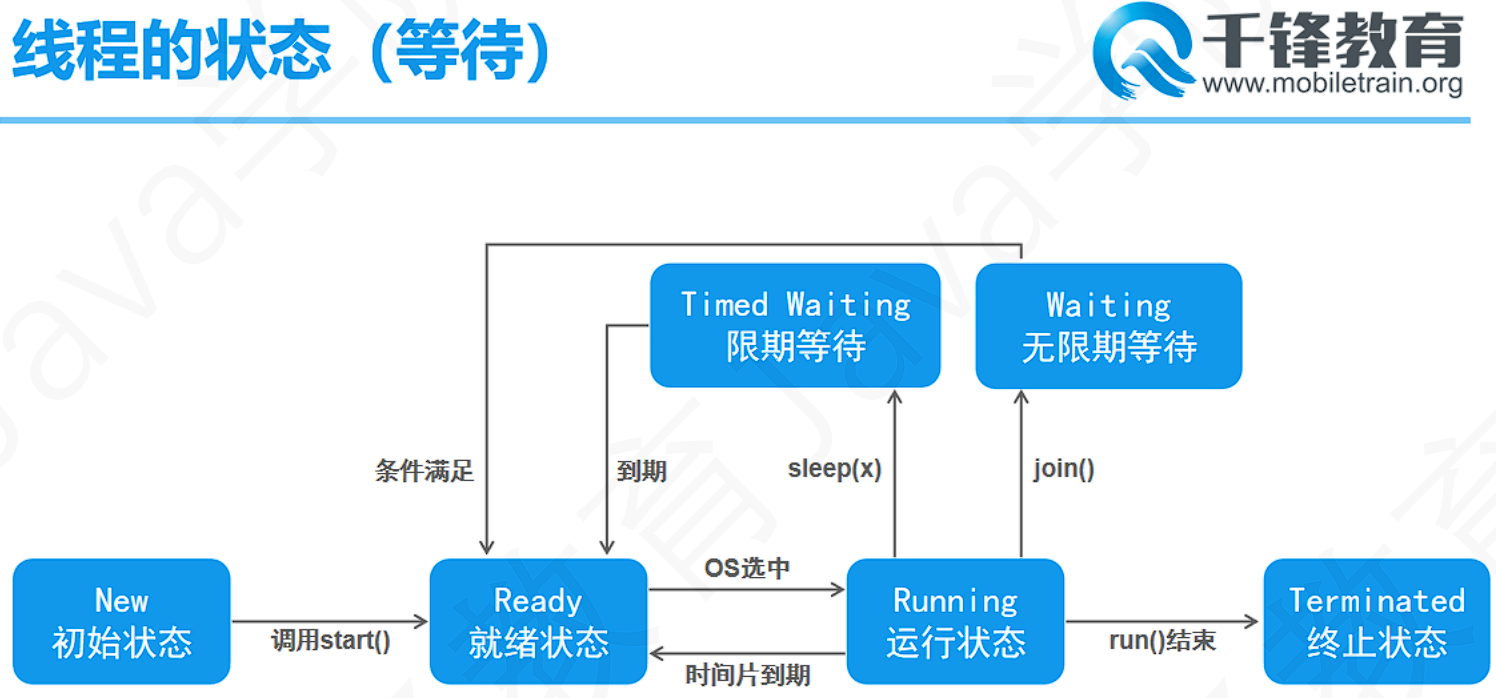 线程的状态（等待）
千锋教育
www.mobiletrain.org
Timed Waiting
限期等待
Waiting
无限期等待
条件满足
到期
sleep(x)
join()
New
初始状态
调用start()
Ready
就绪状态
OS选中
时间片到期
Running
运行状态
run()结束
Terminated
终止状态